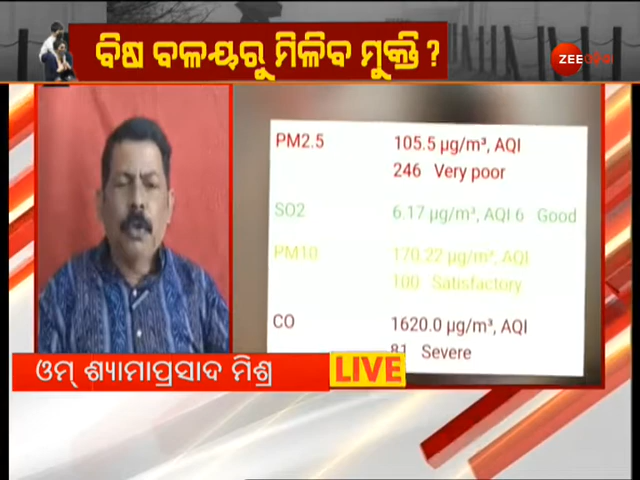 ବିଷ ବଳୟରୁ ମିଳିବ ମୁକ୍ତି ?
ZEE ଓଡ଼ିଶା
PM2.5 105.5 µg/m³, AQI
246 Very poor
SO2 6.17 µg/m³, AQI 6 Good
PM10 170.22 µg/m³, AQI
100 Satisfactory
CO 1620.0 µg/m³, AQI
81 Severe
ଓମ୍ ଶ୍ୟାମାପ୍ରସାଦ ମିଶ୍ର
LIVE